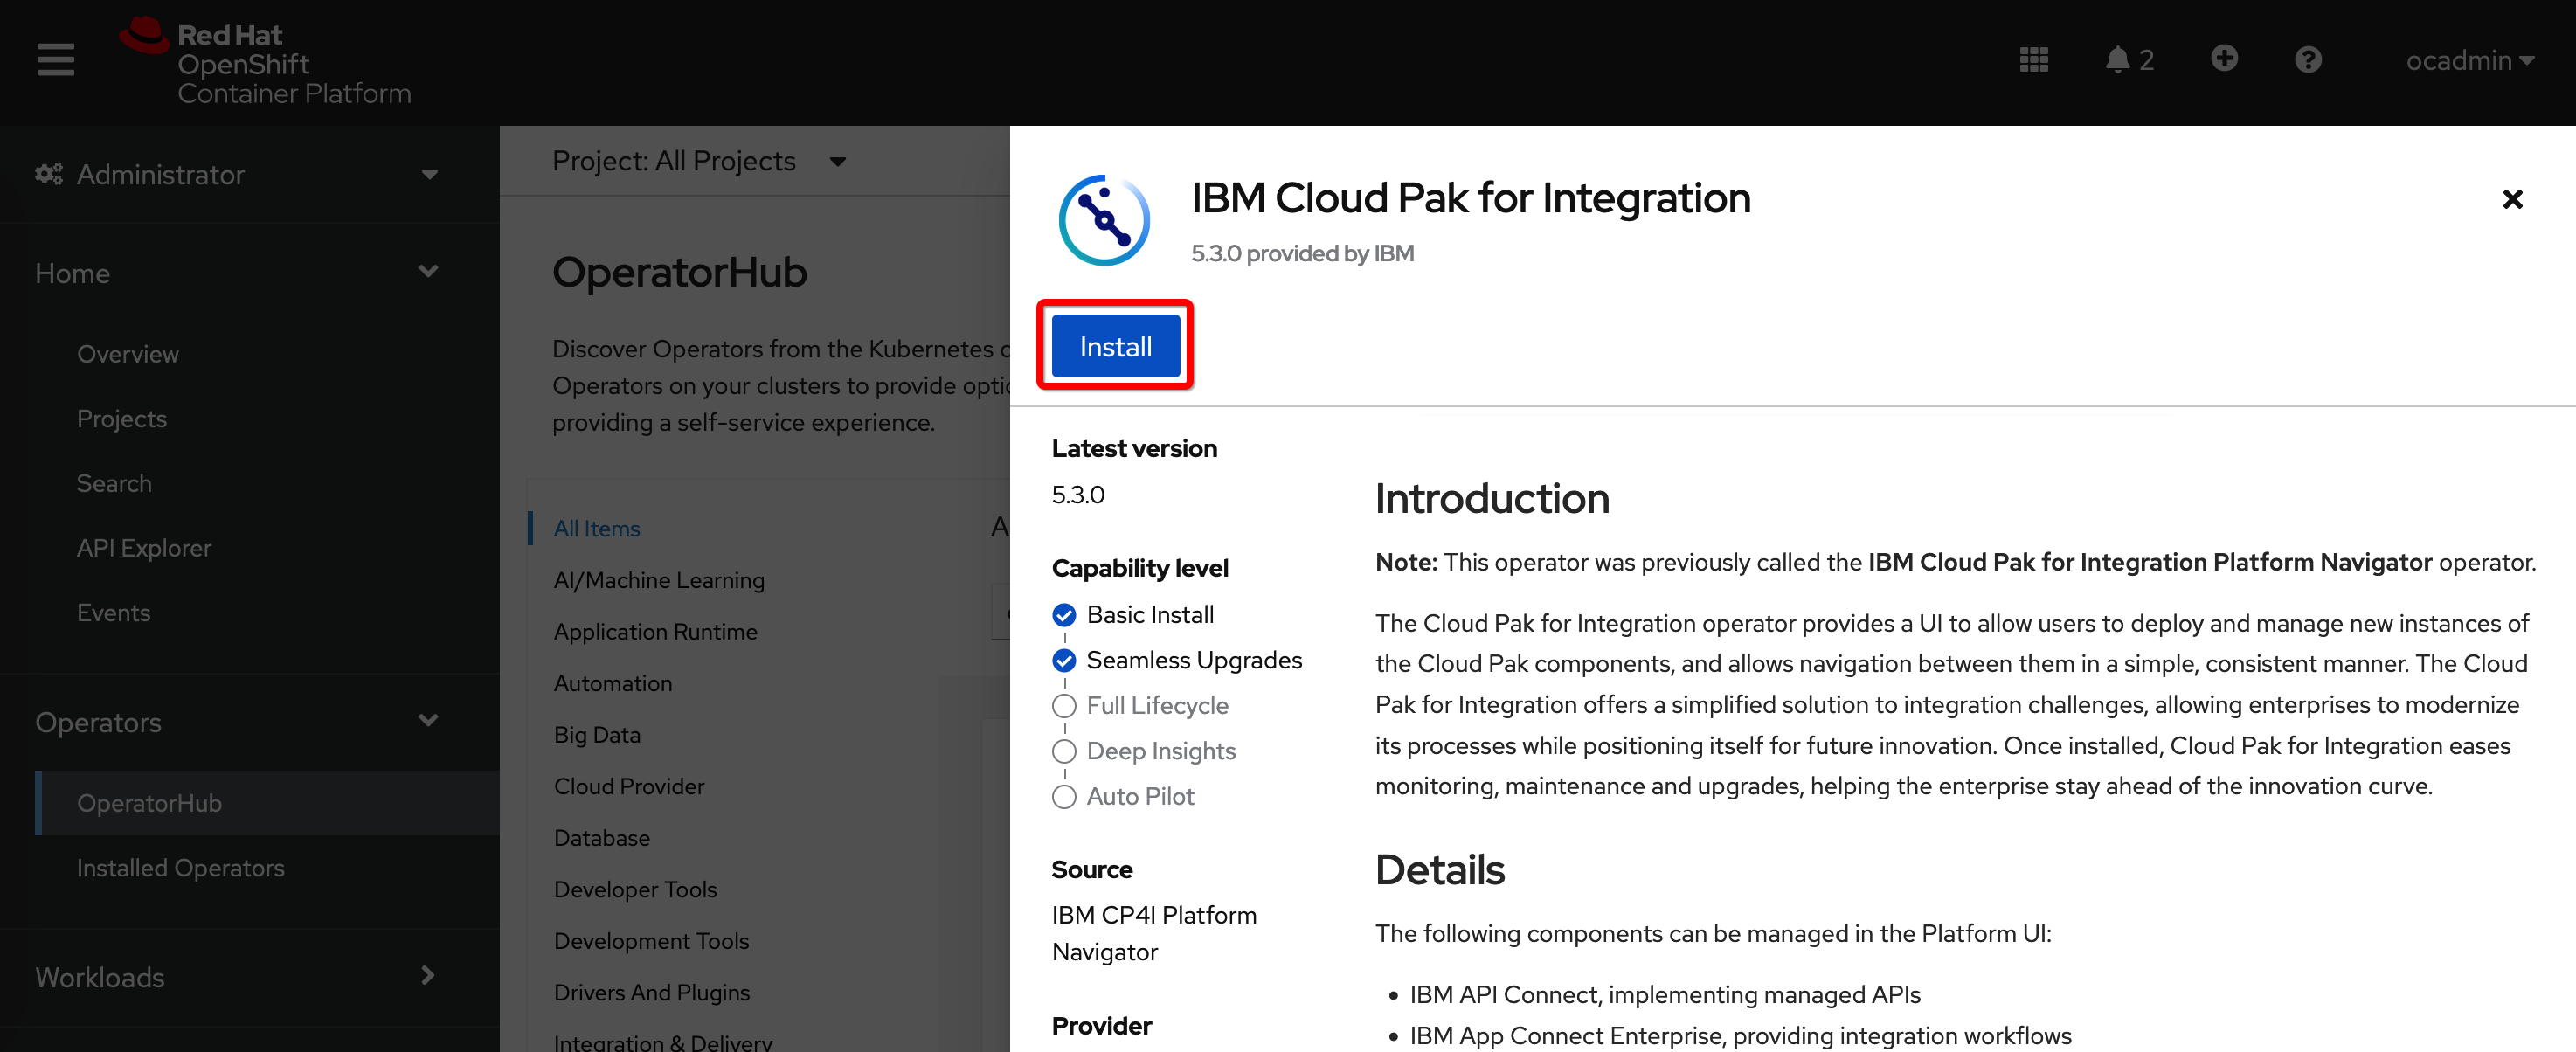 Red Hat
OpenShift
Container Platform
2
ocadmin
Administrator
Home
Overview
Projects
Search
API Explorer
Events
Operators
OperatorHub
Installed Operators
Workloads
Project: All Projects
OperatorHub
Discover Operators from the Kubernetes
Operators on your clusters to provide
providing a self-service experience.
All Items
A
AI/Machine Learning
Application Runtime
Automation
Big Data
Cloud Provider
Database
Developer Tools
Development Tools
Drivers And Plugins
Integration & Delivery
IBM Cloud Pak for Integration
5.3.0 provided by IBM
Install
Latest version
5.3.0
Capability level
Basic Install
Seamless Upgrades
Full Lifecycle
Deep Insights
Auto Pilot
Source
IBM CP4I Platform
Navigator
Provider
Introduction
Note: This operator was previously called the IBM Cloud Pak for Integration Platform Navigator operator.
The Cloud Pak for Integration operator provides a UI to allow users to deploy and manage new instances of
the Cloud Pak components, and allows navigation between them in a simple, consistent manner. The Cloud
Pak for Integration offers a simplified solution to integration challenges, allowing enterprises to modernize
its processes while positioning itself for future innovation. Once installed, Cloud Pak for Integration eases
monitoring, maintenance and upgrades, helping the enterprise stay ahead of the innovation curve.
Details
The following components can be managed in the Platform UI:
• IBM API Connect, implementing managed APIs
• IBM App Connect Enterprise, providing integration workflows